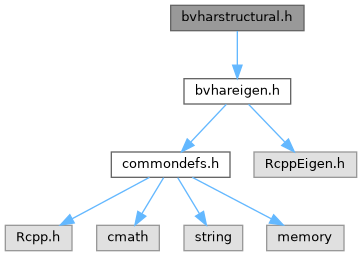 bvharstructural.h
bvhareigen.h
commondefs.h
RcppEigen.h
Rcpp.h
cmath
string
memory